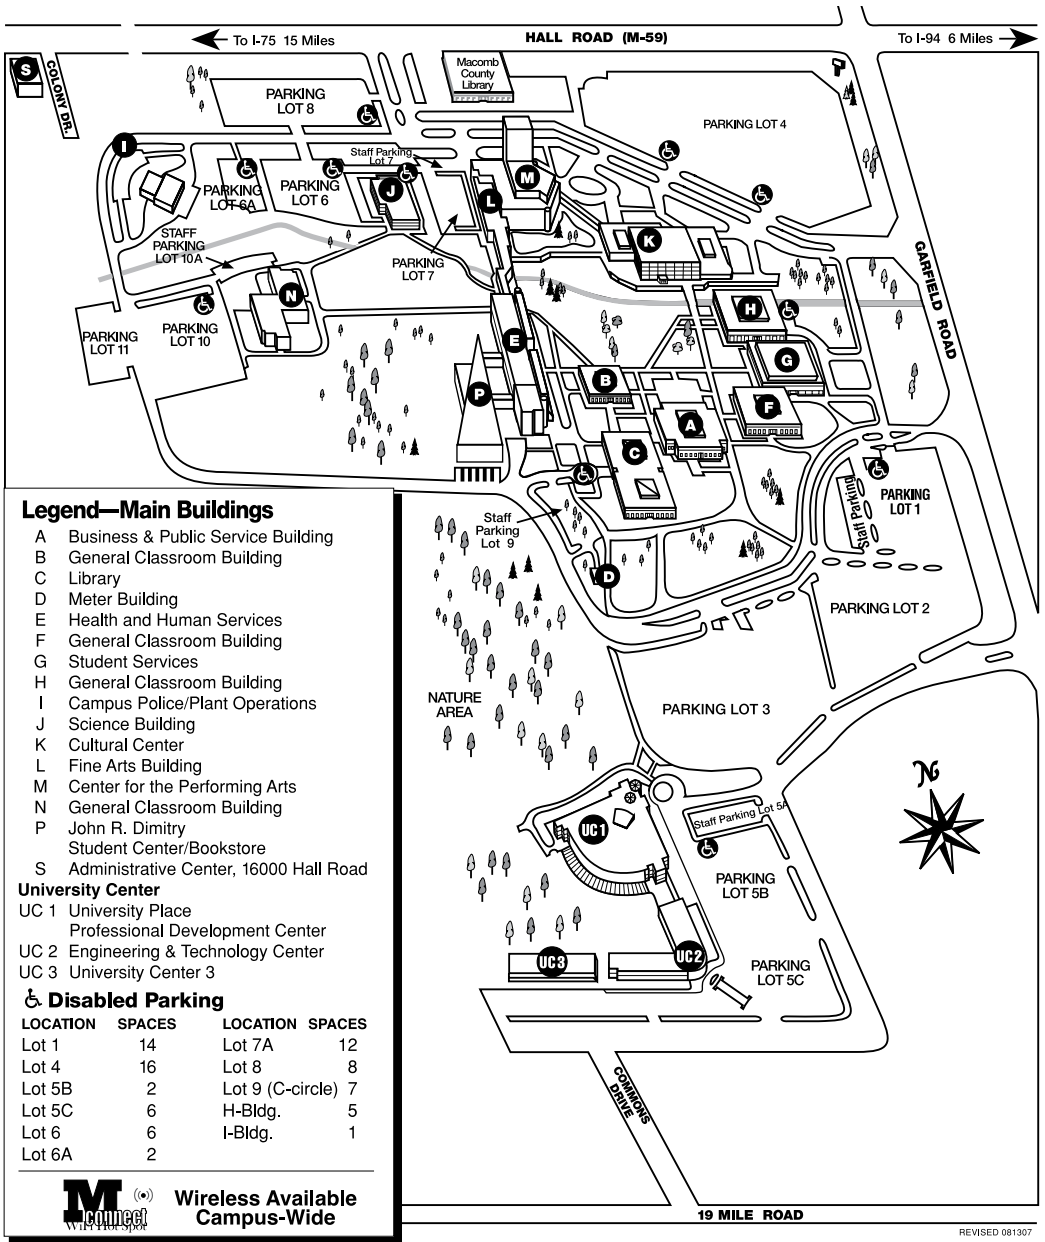 HALL ROAD (M-59)
To I-75 15 Miles
To I-94 6 Miles
S
COLONY DR.
Macomb
County
Library
PARKING
LOT 8
PARKING LOT 4
I
Staff Parking
Lot 7
PARKING
LOT 6A
PARKING
LOT 6
J
L
M
STAFF
PARKING
LOT 10A
PARKING
LOT 7
K
GARFIELD ROAD
N
PARKING
LOT 11
PARKING
LOT 10
H
E
G
P
B
F
A
C
Staff Parking
PARKING
LOT 1
Staff
Parking
Lot 9
D
PARKING LOT 2
NATURE
AREA
PARKING LOT 3
N
UC1
Staff Parking Lot 5A
PARKING
LOT 5B
UC3
UC2
PARKING
LOT 5C
COMMONS
DRIVE
19 MILE ROAD
REVISED 081307
Legend—Main Buildings
A Business & Public Service Building
B General Classroom Building
C Library
D Meter Building
E Health and Human Services
F General Classroom Building
G Student Services
H General Classroom Building
I Campus Police/Plant Operations
J Science Building
K Cultural Center
L Fine Arts Building
M Center for the Performing Arts
N General Classroom Building
P John R. Dimitry
Student Center/Bookstore
S Administrative Center, 16000 Hall Road
University Center
UC 1 University Place
Professional Development Center
UC 2 Engineering & Technology Center
UC 3 University Center 3
Disabled Parking
LOCATION SPACES LOCATION SPACES
Lot 1 14 Lot 7A 12
Lot 4 16 Lot 8 8
Lot 5B 2 Lot 9 (C-circle) 7
Lot 5C 6 H-Bldg. 5
Lot 6 6 I-Bldg. 1
Lot 6A 2
M
connect
WiFi HotSpot
Wireless Available
Campus-Wide